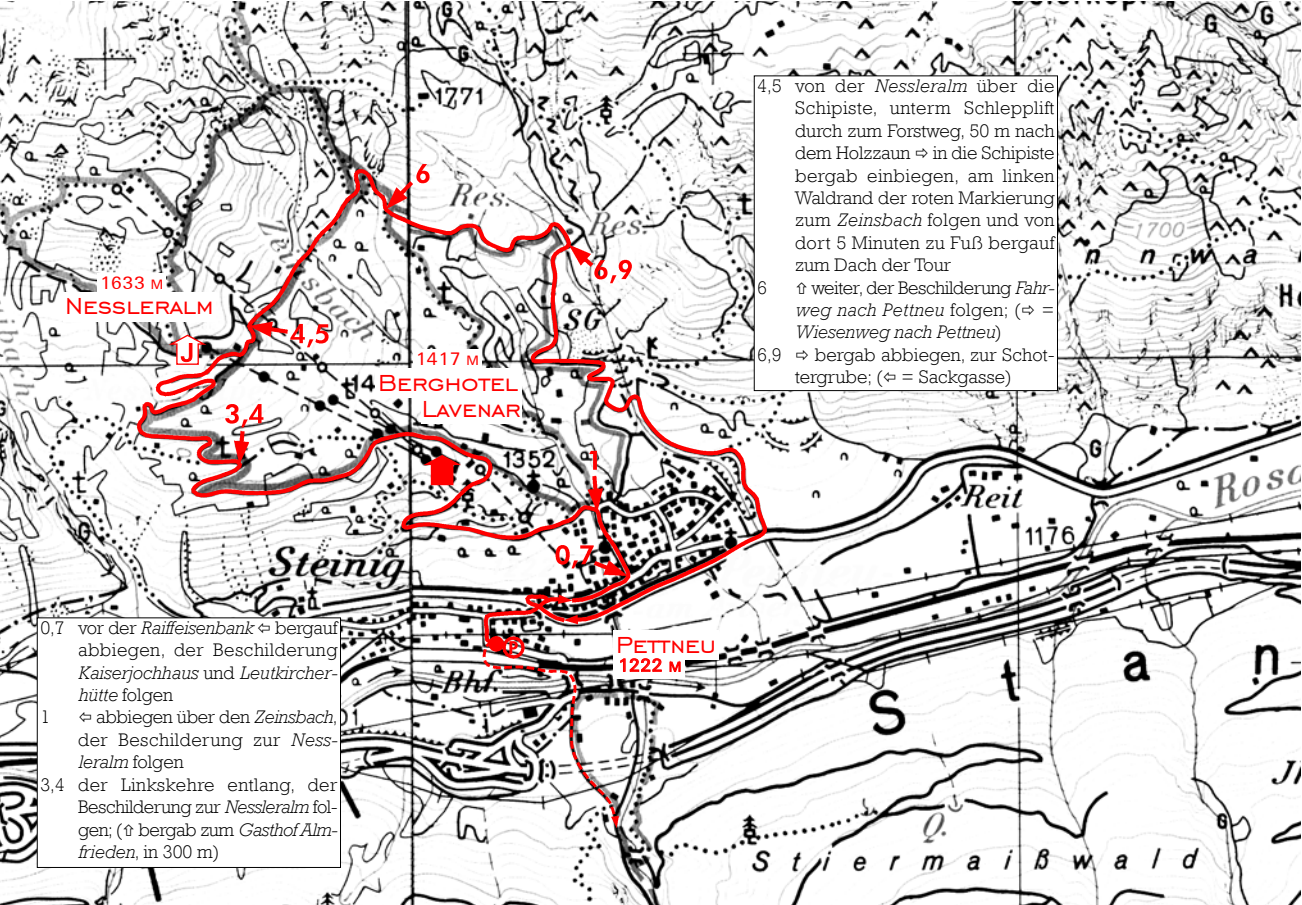 1771
G
G
6
Res.
Res.
1700
n n r w a
6,9
Zeinsbach
1633 M
NESSLERALM
J
4,5
SG
1417 M
BERGHOTEL
LAVENAR
14
3,4
1352
1
Steinig
0,7
Reit
G
1176
G
P
PETTNEU
1222 M
Bhf.
S t a n
Q.
G
Stiermaißwald
4,5 von der Nessleralm über die
Schipiste, unterm Schlepplift
durch zum Forstweg, 50 m nach
dem Holzzaun ⇨ in die Schipiste
bergab einbiegen, am linken
Waldrand der roten Markierung
zum Zeinsbach folgen und von
dort 5 Minuten zu Fuß bergauf
zum Dach der Tour
6 ⇧ weiter, der Beschilderung Fahr-
weg nach Pettneu folgen; (⇨ =
Wiesenweg nach Pettneu)
6,9 ⇨ bergab abbiegen, zur Schot-
tergrube; (⇦ = Sackgasse)
0,7 vor der Raiffeisenbank ⇦ bergauf
abbiegen, der Beschilderung
Kaiserjochhaus und Leutkircher-
hütte folgen
1 ⇦ abbiegen über den Zeinsbach,
der Beschilderung zur Ness-
leralm folgen
3,4 der Linkskehre entlang, der
Beschilderung zur Nessleralm fol-
gen; (⇧ bergab zum Gasthof Alm-
frieden, in 300 m)